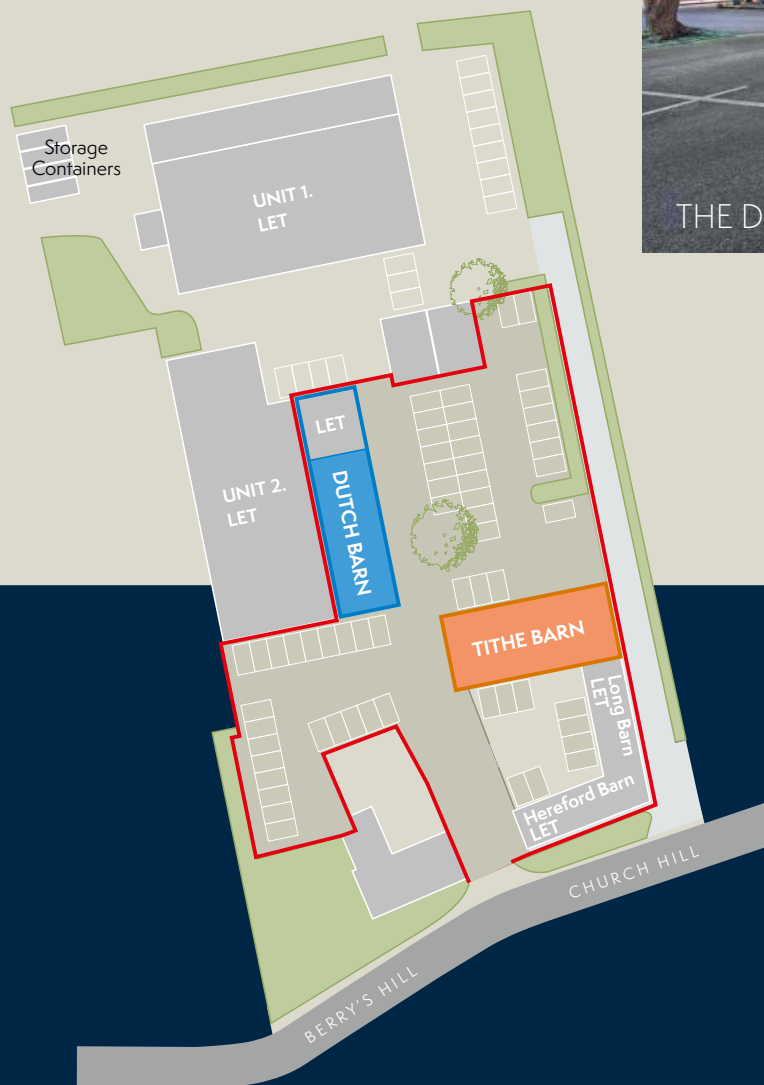 Storage
Containers
UNIT 1.
LET
THE D
LET
UNIT 2.
LET
DUTCH BARN
TITHE BARN
Long Barn
LET
Hereford Barn
LET
CHURCH HILL
BERRY'S HILL